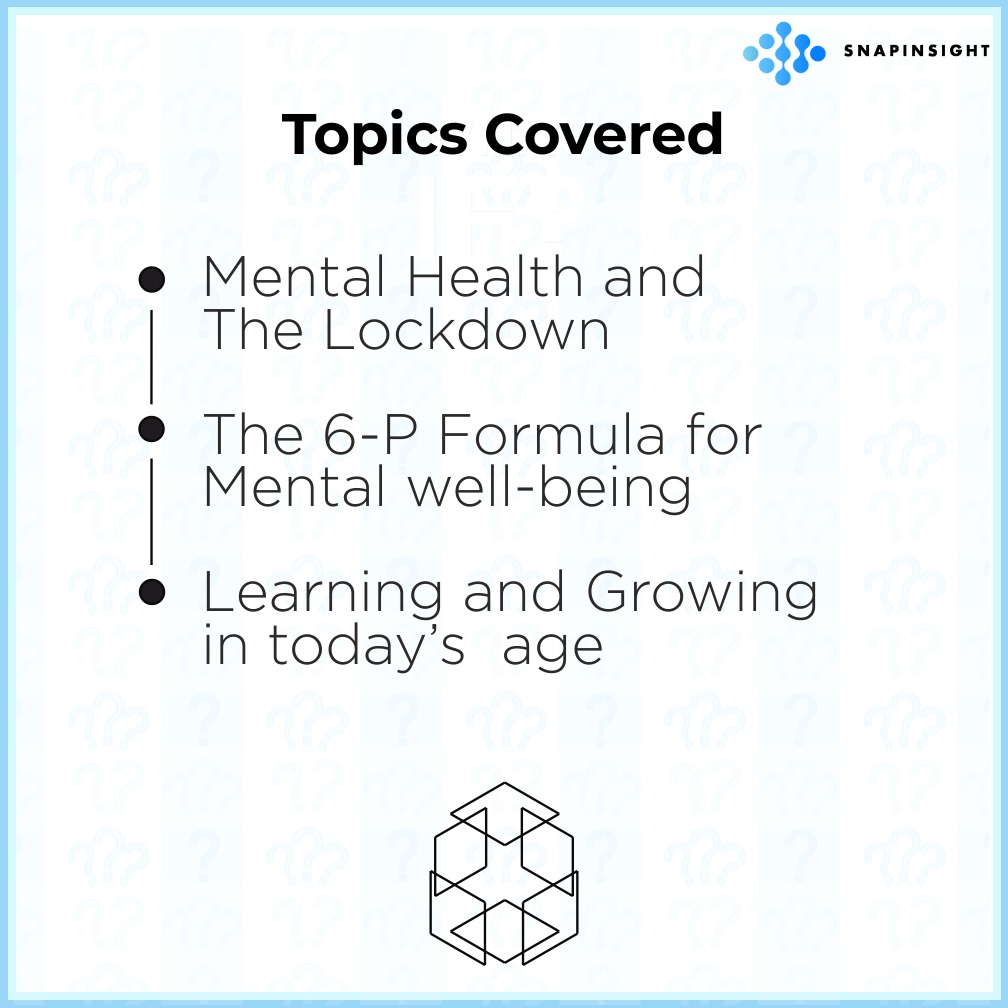 SNAPINSIGHT
Topics Covered
Mental Health and
The Lockdown
The 6-P Formula for
Mental well-being
Learning and Growing
in today’s  age